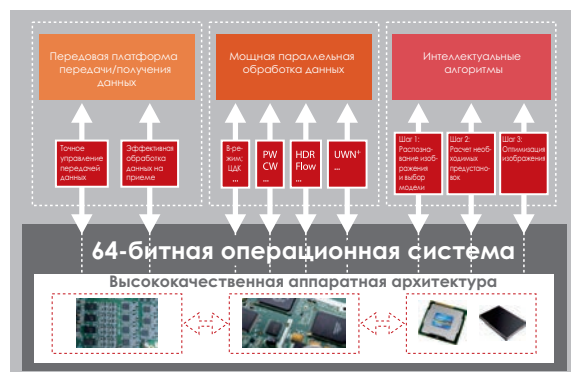 Передовая платформа
передачи/получения
данных
Мощная параллельная
обработка данных
Интеллектуальные
алгоритмы
Точное
управление
передачей
данных
Эффективная
обработка
данных на
приеме
B-ре-
жим;
ЦДК
...
PW
CW
...
HDR
Flow
...
UWN+
...
Шаг 1:
Распоз-
навание изоб-
ражения
и выбор
модели
Шаг 2:
Расчет необ-
ходимых
предустано-
вок
Шаг 3:
Оптимизация
изображения
64-битная операционная система
Высококачественная аппаратная архитектура